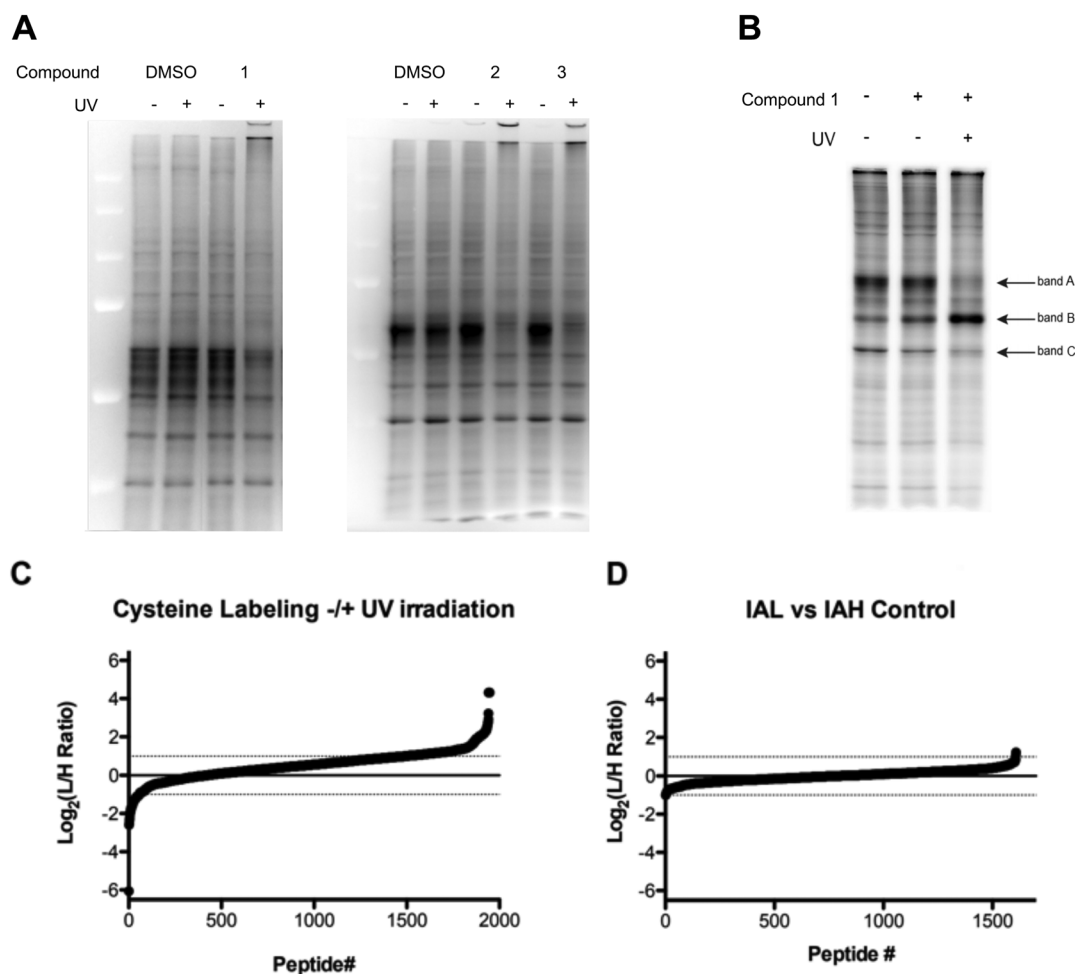 A
Compound DMSO 1 DMSO 2 3
UV - + - + - + - + - +
B
Compound 1 - + +
UV - - +
band A
band B
band C
C
Cysteine Labeling -/+ UV irradiation
Log2(L/H Ratio)
6
4
2
0
-2
-4
-6
0 500 1000 1500 2000
Peptide#
D
IAL vs IAH Control
Log2(L/H Ratio)
6
4
2
0
-2
-4
-6
0 500 1000 1500
Peptide #